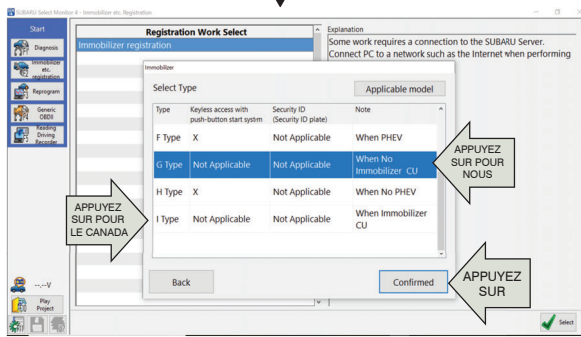 SUBARU Select Monitor 4 - Immobilizer etc. Registration
Start
Diagnosis
Immobilizer
etc.
registration
Reprogram
Generic
OBDII
Reading
Driving
Recorder
--.--V
Play
Project
Registration Work Select
Immobilizer registration
Explanation
Some work requires a connection to the SUBARU Server.
Connect PC to a network such as the Internet when performing
Immobilizer
Select Type
Applicable model
Type
Keyless access with
push-button start systm
Security ID
(Security ID plate)
Note
F Type X Not Applicable When PHEV
G Type Not Applicable Not Applicable When No
Immobilizer CU
H Type X Not Applicable When No PHEV
I Type Not Applicable Not Applicable When Immobilizer
CU
Back
Confirmed
APPUYEZ
SUR POUR
NOUS
APPUYEZ
SUR POUR
LE CANADA
APPUYEZ
SUR
Select